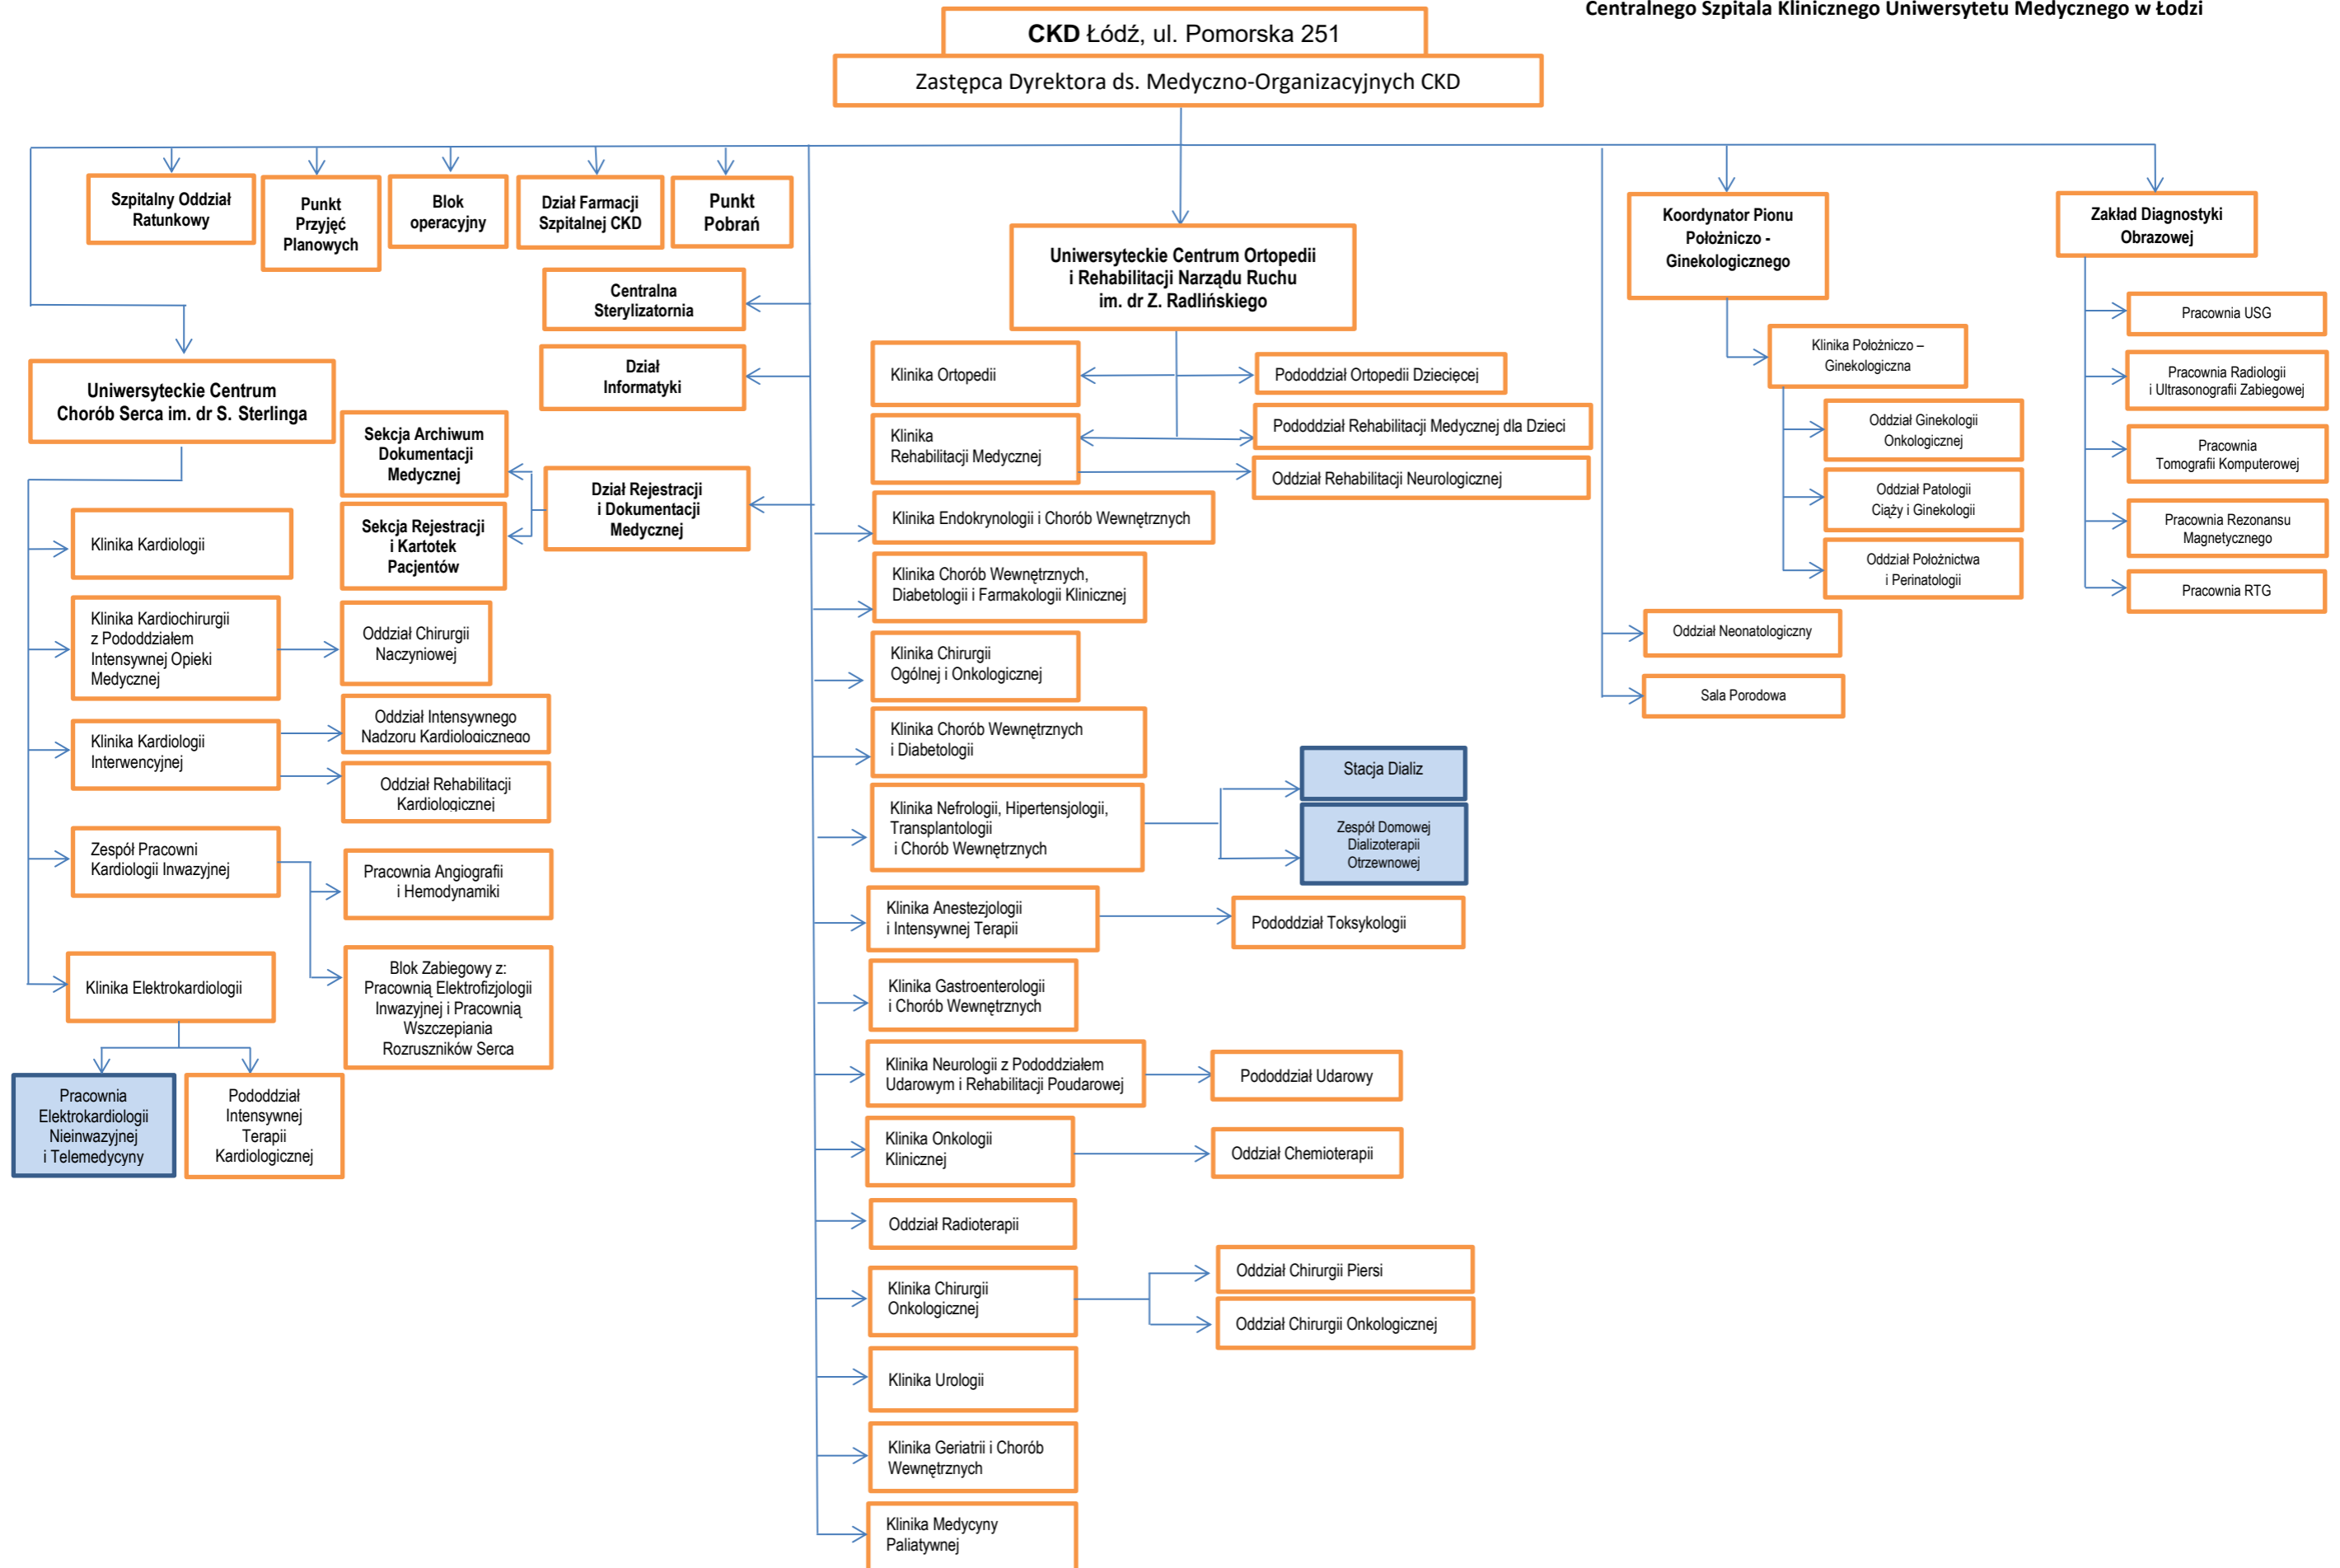 Centralnego Szpitala Klinicznego Uniwersytetu Medycznego w Łodzi
CKD Łódź, ul. Pomorska 251
Zastępca Dyrektora ds. Medyczno-Organizacyjnych CKD
Szpitalny Oddział
Ratunkowy
Punkt
Przyjęć
Planowych
Blok
operacyjny
Dział Farmacji
Szpitalnej CKD
Punkt
Pobrań
Uniwersyteckie Centrum Ortopedii
i Rehabilitacji Narządu Ruchu
im. dr Z. Radlińskiego
Koordynator Pionu
Położniczo -
Ginekologicznego
Zakład Diagnostyki
Obrazowej
Centralna
Sterylizatornia
Dział
Informatyki
Uniwersyteckie Centrum
Chorób Serca im. dr S. Sterlinga
Sekcja Archiwum
Dokumentacji
Medycznej
Sekcja Rejestracji
i Kartotek
Pacjentów
Dział Rejestracji
i Dokumentacji
Medycznej
Klinika Kardiologii
Klinika Kardiochirurgii
z Pododdziałem
Intensywnej Opieki
Medycznej
Oddział Chirurgii
Naczyniowej
Klinika Kardiologii
Interwencyjnej
Oddział Intensywnego
Nadzoru Kardiologicznego
Oddział Rehabilitacji
Kardiologicznej
Zespół Pracowni
Kardiologii Inwazyjnej
Pracownia Angiografii
i Hemodynamiki
Blok Zabiegowy z:
Pracownią Elektrofizjologii
Inwazyjnej i Pracownią
Wszczepiania
Rozruszników Serca
Klinika Elektrokardiologii
Pracownia
Elektrokardiologii
Nieinwazyjnej
i Telemedycyny
Pododdział
Intensywnej
Terapii
Kardiologicznej
Klinika Ortopedii
Pododdział Ortopedii Dziecięcej
Klinika
Rehabilitacji Medycznej
Pododdział Rehabilitacji Medycznej dla Dzieci
Oddział Rehabilitacji Neurologicznej
Klinika Endokrynologii i Chorób Wewnętrznych
Klinika Chorób Wewnętrznych,
Diabetologii i Farmakologii Klinicznej
Klinika Chirurgii
Ogólnej i Onkologicznej
Klinika Chorób Wewnętrznych
i Diabetologii
Klinika Nefrologii, Hipertensjologii,
Transplantologii
i Chorób Wewnętrznych
Stacja Dializ
Zespół Domowej
Dializoterapii
Otrzewnowej
Klinika Anestezjologii
i Intensywnej Terapii
Pododdział Toksykologii
Klinika Gastroenterologii
i Chorób Wewnętrznych
Klinika Neurologii z Pododdziałem
Udarowym i Rehabilitacji Poudarowej
Pododdział Udarowy
Klinika Onkologii
Klinicznej
Oddział Chemioterapii
Oddział Radioterapii
Klinika Chirurgii
Onkologicznej
Oddział Chirurgii Piersi
Oddział Chirurgii Onkologicznej
Klinika Urologii
Klinika Geriatrii i Chorób
Wewnętrznych
Klinika Medycyny
Paliatywnej
Klinika Położniczo –
Ginekologiczna
Oddział Ginekologii
Onkologicznej
Oddział Patologii
Ciąży i Ginekologii
Oddział Położnictwa
i Perinatologii
Oddział Neonatologiczny
Sala Porodowa
Pracownia USG
Pracownia Radiologii
i Ultrasonografii Zabiegowej
Pracownia
Tomografii Komputerowej
Pracownia Rezonansu
Magnetycznego
Pracownia RTG